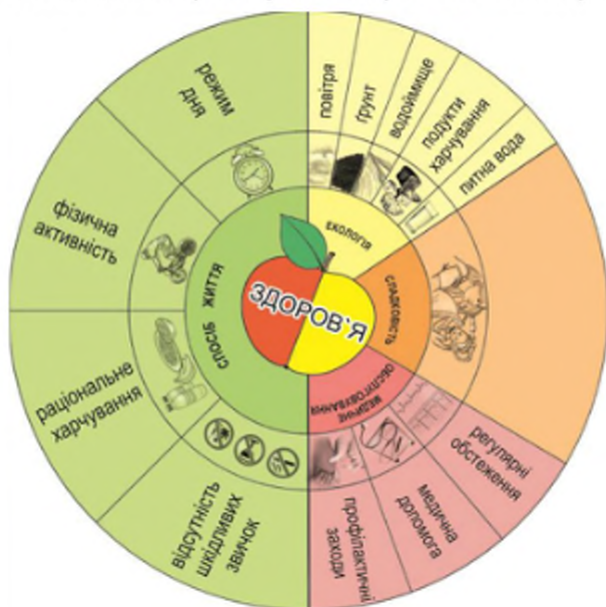 ЗДОРОВ`Я
ЕКОЛОГІЯ
повітря
ґрунт
водоймище
подукти
харчування
питна вода
СПАДКОВІСТЬ
МЕДИЧНЕ
ОБСЛУГОВУВАННЯ
регулярні
обстеження
медична
допомога
профілактичні
заходи
СПОСІБ ЖИТТЯ
відсутність
шкідливих
звичок
раціональне
харчування
фізична
активність
режим
дня